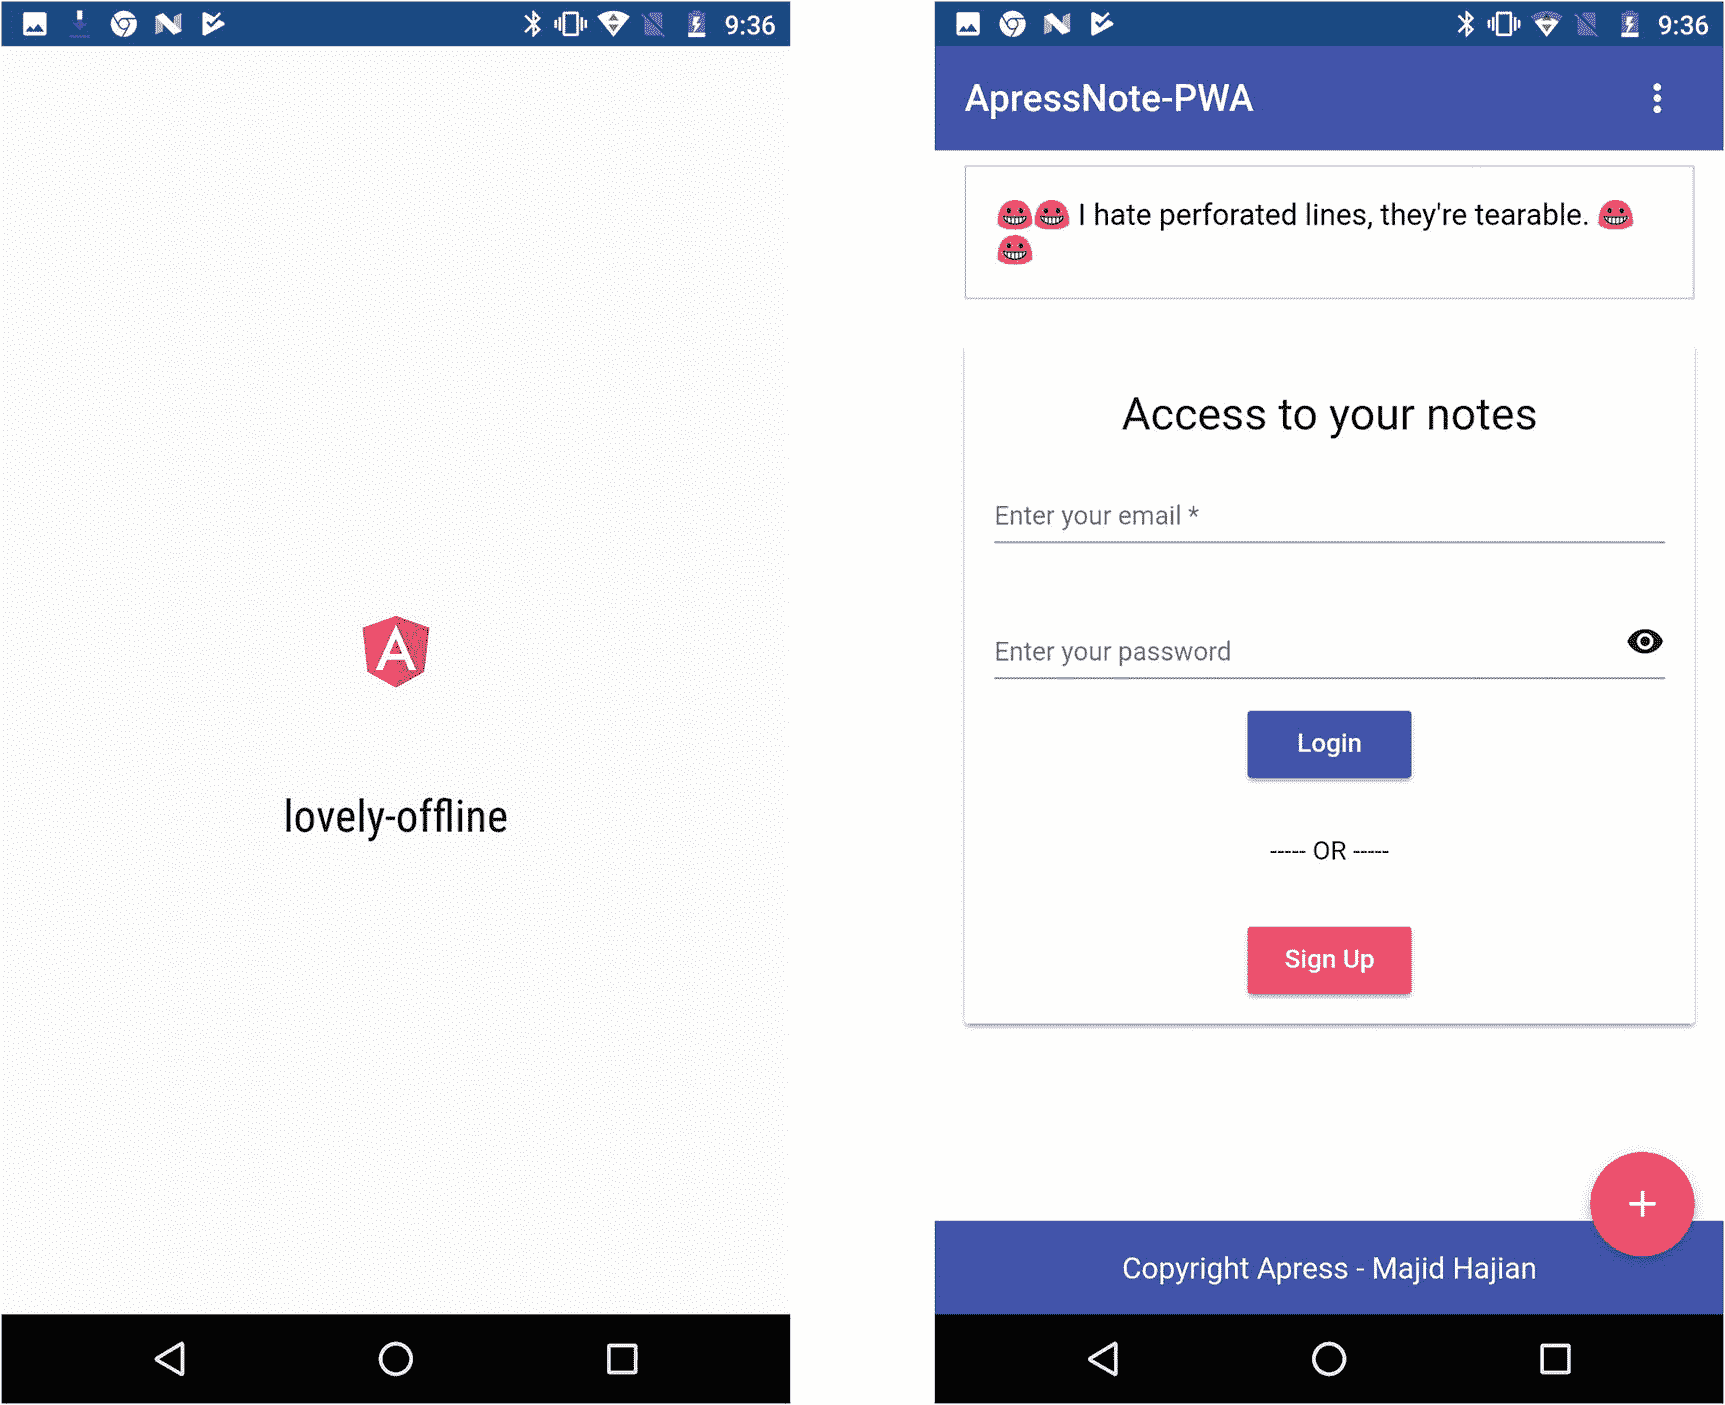 9:36
A
lovely-offline
9:36
ApressNote-PWA
I hate perforated lines, they're tearable.
Access to your notes
Enter your email *
Enter your password
Login
----- OR -----
Sign Up
+
Copyright Apress - Majid Hajian